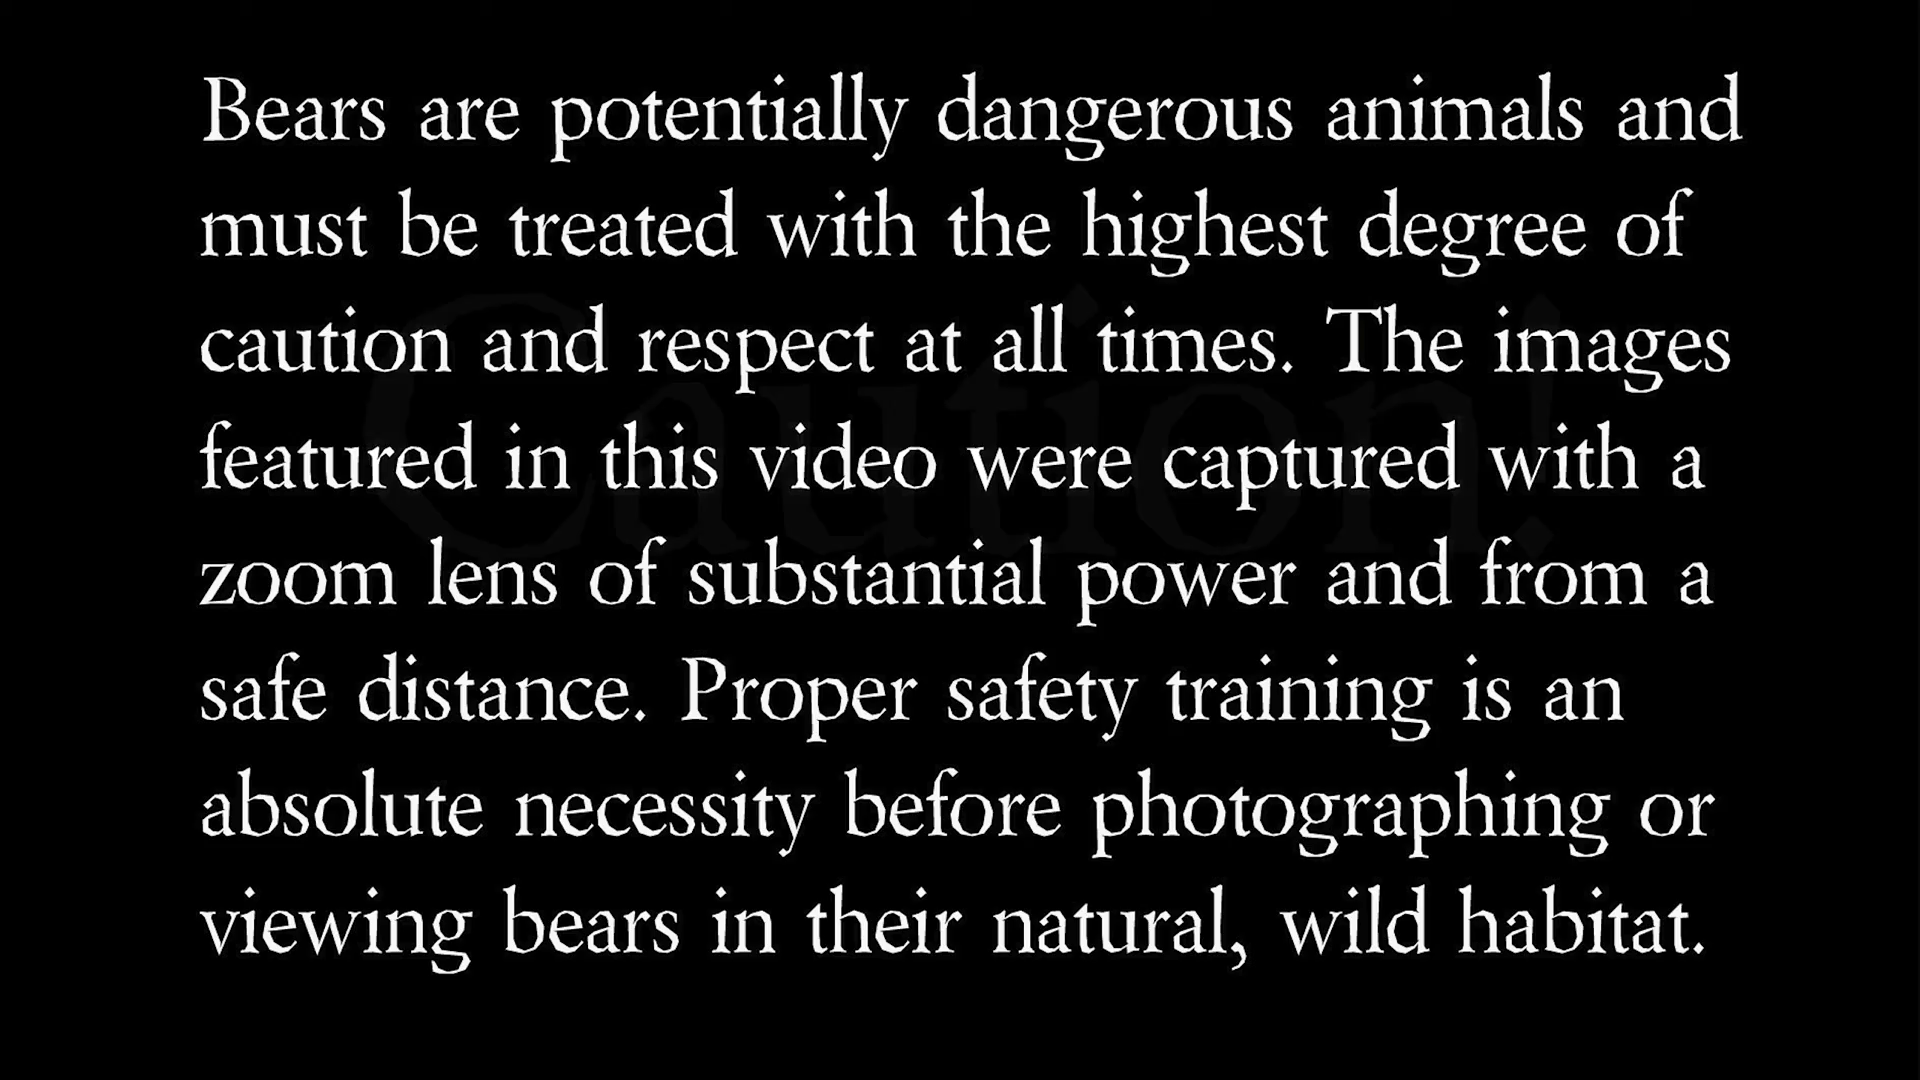 Bears are potentially dangerous animals and
must be treated with the highest degree of
caution and respect at all times. The images
featured in this video were captured with a
zoom lens of substantial power and from a
safe distance. Proper safety training is an
absolute necessity before photographing or
viewing bears in their natural, wild habitat.
Caution!